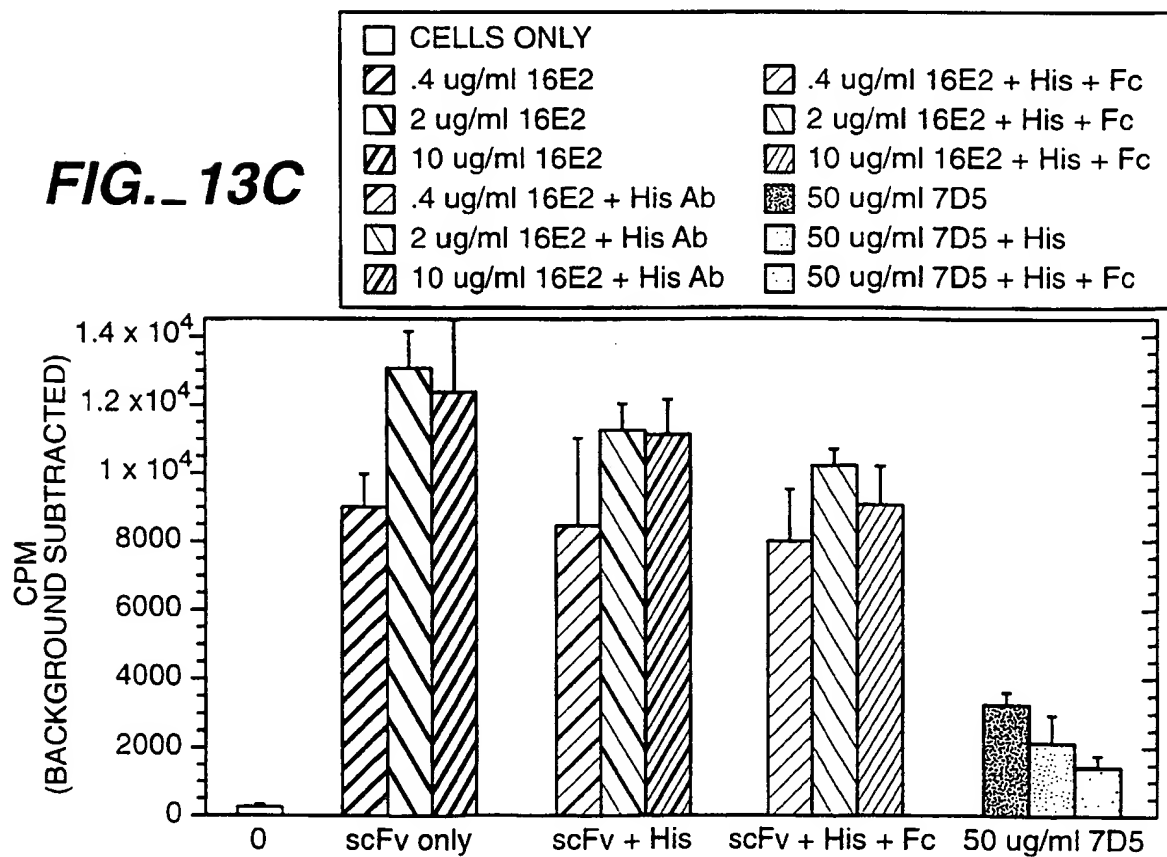 CELLS ONLY
.4 ug/ml 16E2
2 ug/ml 16E2
10 ug/ml 16E2
.4 ug/ml 16E2 + His Ab
2 ug/ml 16E2 + His Ab
10 ug/ml 16E2 + His Ab
.4 ug/ml 16E2 + His + Fc
2 ug/ml 16E2 + His + Fc
10 ug/ml 16E2 + His + Fc
50 ug/ml 7D5
50 ug/ml 7D5 + His
50 ug/ml 7D5 + His + Fc
FIG._13C
CPM
(BACKGROUND SUBTRACTED)
1.4 x 10⁴
1.2 x10⁴
1 x 10⁴
8000
6000
4000
2000
0
0
scFv only
scFv + His
scFv + His + Fc
50 ug/ml 7D5